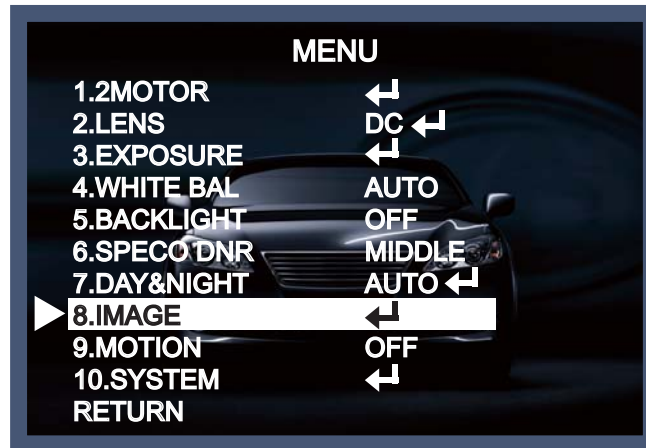 MENU
1.2MOTOR ↵
2.LENS DC ↵
3.EXPOSURE ↵
4.WHITE BAL AUTO
5.BACKLIGHT OFF
6.SPECO DNR MIDDLE
7.DAY&NIGHT AUTO ↵
8.IMAGE ↵
9.MOTION OFF
10.SYSTEM ↵
RETURN